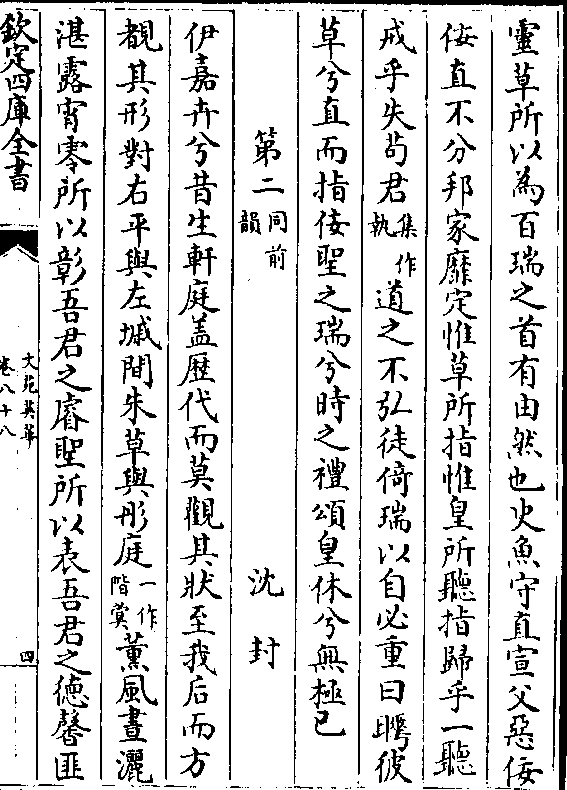 靈草所以為百瑞之首有由然也史魚守直宣父惡佞
佞直不分邦家靡定惟草所指惟皇所聽指歸乎一聽
戒乎失苟君集作執道之不弘徒倚瑞以自必重曰矚彼
草兮直而指佞聖之瑞兮時之禮頌皇休兮無極已
第二同前韻
沈封
伊嘉卉兮昔生軒庭盖歴代而莫觀其狀至我后而方
覩其形對右平與左墄間朱草與彤庭一作階蓂薰風晝灑
湛露宵零所以彰吾君之睿聖所以表吾君之徳馨匪
欽定四庫全書
文苑英華
卷八十八
四